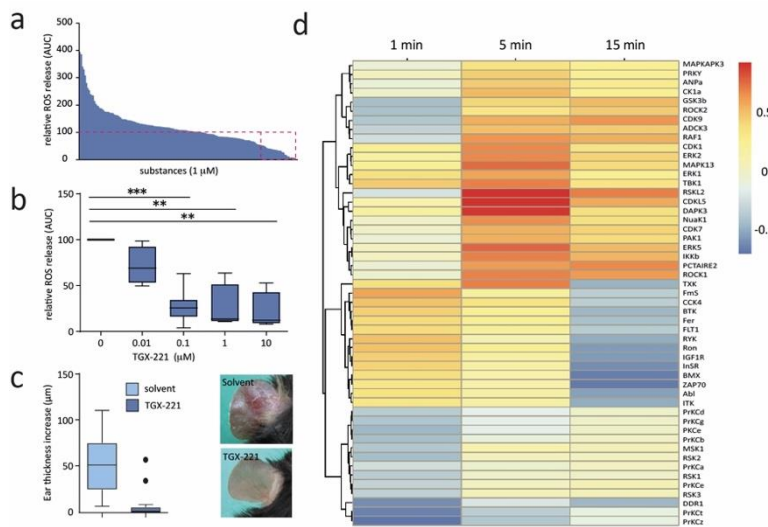 a
relative ROS release (AUC)
500
400
300
200
100
0
substances (1 µM)
b
relative ROS release (AUC)
150
100
50
0
***
**
**
0 0.01 0.1 1 10
TGX-221 (µM)
c
Ear thickness increase (µm)
150
100
50
0
solvent
TGX-221
Solvent
TGX-221
d
1 min 5 min 15 min
MAPKAPK3
PRKY
ANPa
CK1a
GSK3b
ROCK2
CDK9
ADCK3
RAF1
CDK1
ERK2
MAPK13
ERK1
TBK1
RSKL2
CDKL5
DAPK3
NuaK1
CDK7
PAK1
ERK5
IKKb
PCTAIRE2
ROCK1
TXK
FmS
CCK4
BTK
Fer
FLT1
RYK
Ron
IGF1R
InSR
BMX
ZAP70
Abl
ITK
PrKCd
PrKCg
PKCe
PrKCb
MSK1
RSK2
PrKCa
RSK1
PrKCe
RSK3
DDR1
PrKCt
PrKCz
1
0.5
0
-0.